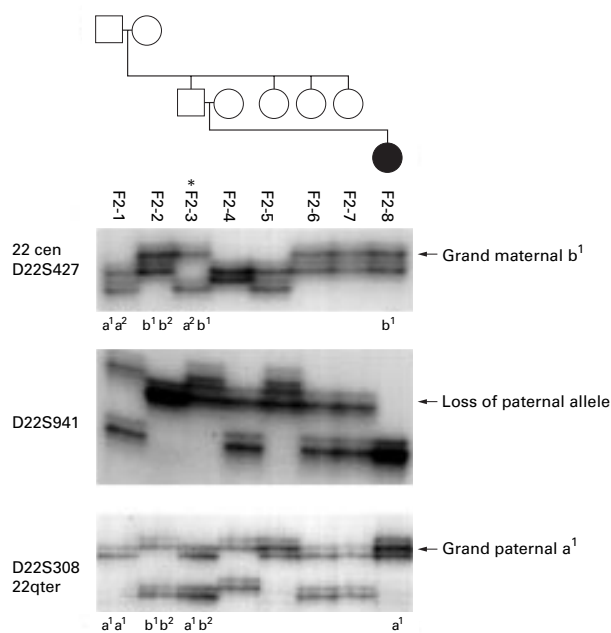 *
F2-1 F2-2 F2-3 F2-4 F2-5 F2-6 F2-7 F2-8
22 cen
D22S427
Grand maternal b¹
a¹a² b¹b² a²b¹ b¹
D22S941
Loss of paternal allele
D22S308
22qter
Grand paternal a¹
a¹a¹ b¹b² a¹b² a¹